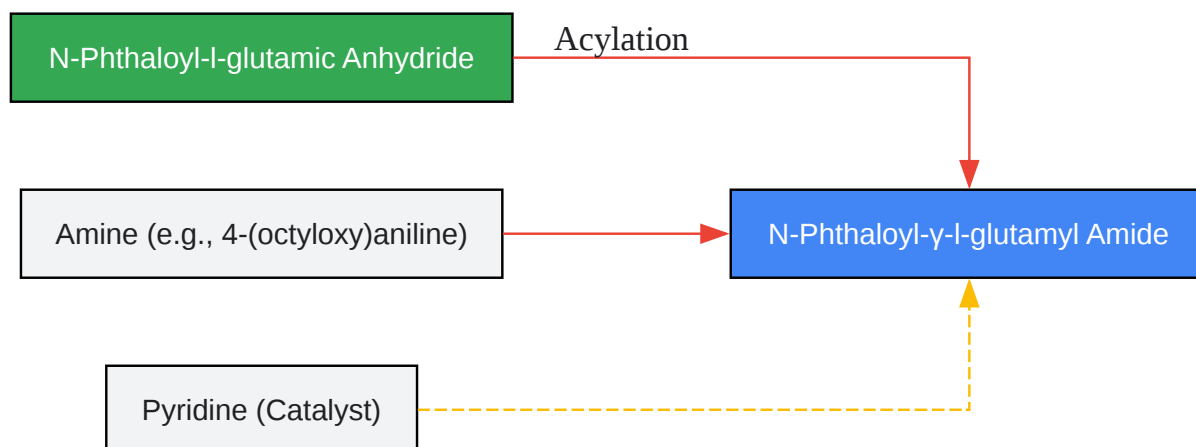 N-Phthaloyl-l-glutamic Anhydride
Acylation
Amine (e.g., 4-(octyloxy)aniline)
N-Phthaloyl-γ-l-glutamyl Amide
Pyridine (Catalyst)